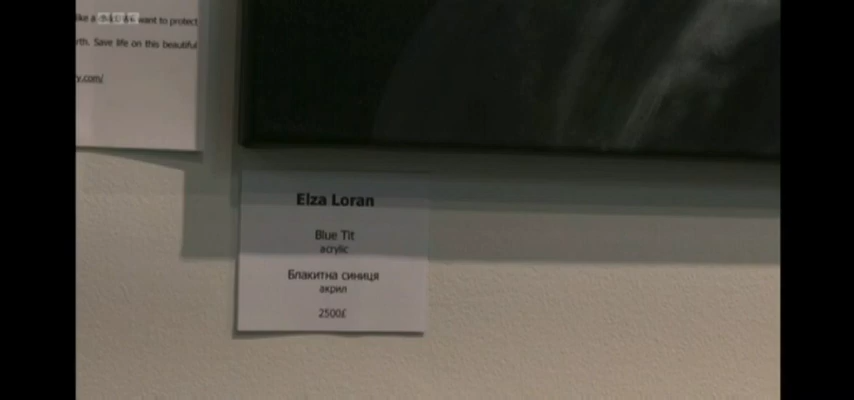 want to protect
rth. Save life on this beautiful
y.com/
Elza Loran
Blue Tit
acrylic
Блакитна синиця
акрил
2500£